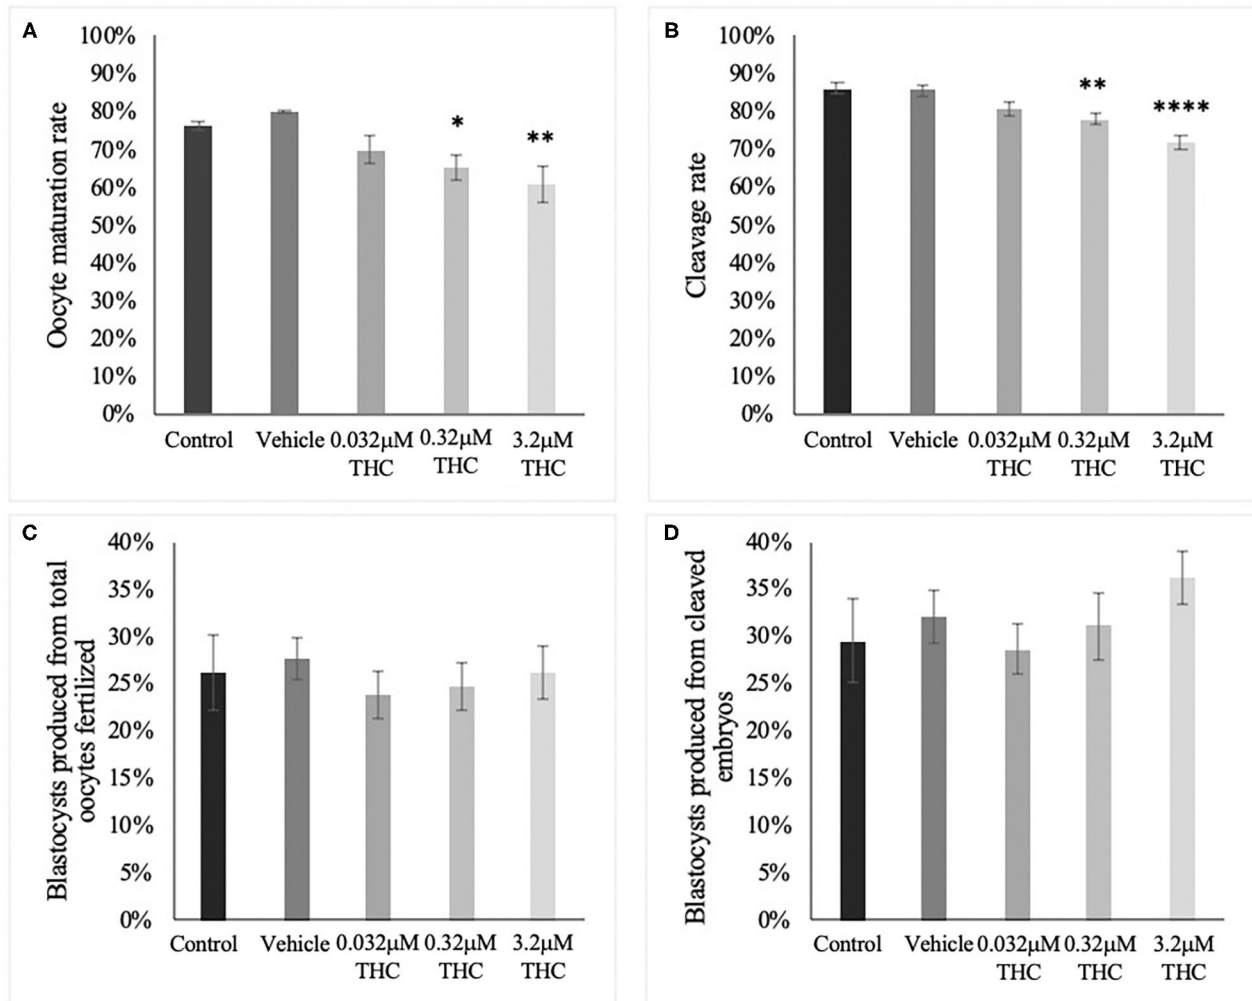 A
Oocyte maturation rate
100%
90%
80%
70%
60%
50%
40%
30%
20%
10%
0%
*
**
Control Vehicle 0.032μM 0.32μM 3.2μM
THC THC THC
B
Cleavage rate
100%
90%
80%
70%
60%
50%
40%
30%
20%
10%
0%
**
****
Control Vehicle 0.032μM 0.32μM 3.2μM
THC THC THC
C
Blastocysts produced from total
oocytes fertilized
40%
35%
30%
25%
20%
15%
10%
5%
0%
Control Vehicle 0.032μM 0.32μM 3.2μM
THC THC THC
D
Blastocysts produced from cleaved
embryos
40%
35%
30%
25%
20%
15%
10%
5%
0%
Control Vehicle 0.032μM 0.32μM 3.2μM
THC THC THC